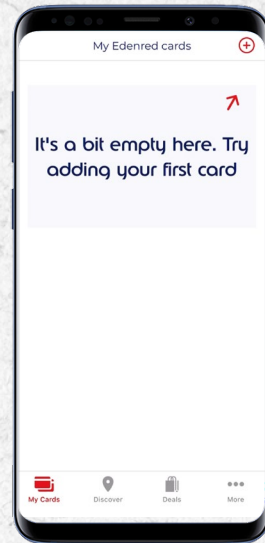 My Edenred cards
It's a bit empty here. Try
adding your first card
My Cards
Discover
Deals
More